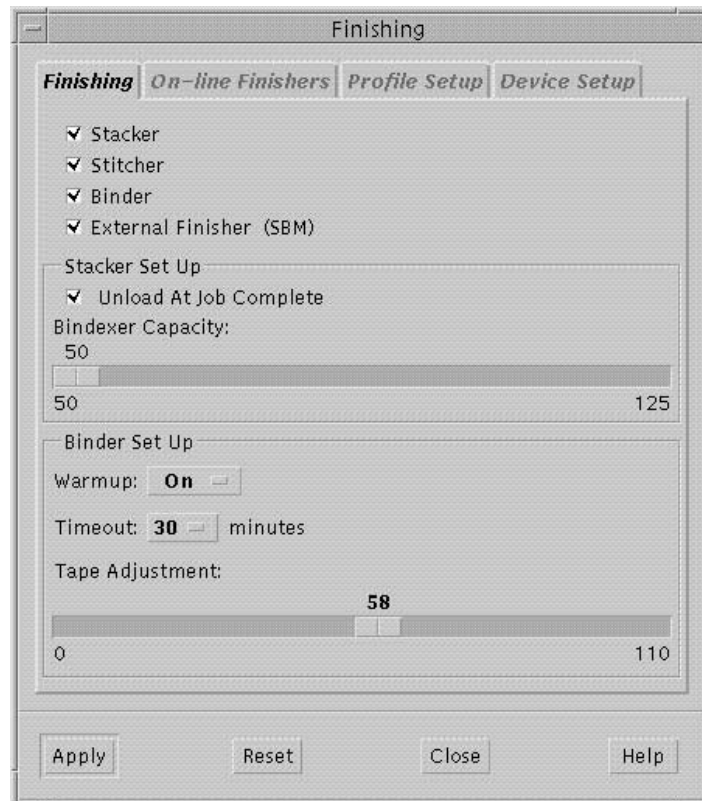 Finishing
Finishing On-line Finishers Profile Setup Device Setup
Stacker
Stitcher
Binder
External Finisher (SBM)
Stacker Set Up
Unload At Job Complete
Bindexer Capacity:
50
50 125
Binder Set Up
Warmup: On
Timeout: 30 minutes
Tape Adjustment:
58
0 110
Apply Reset Close Help